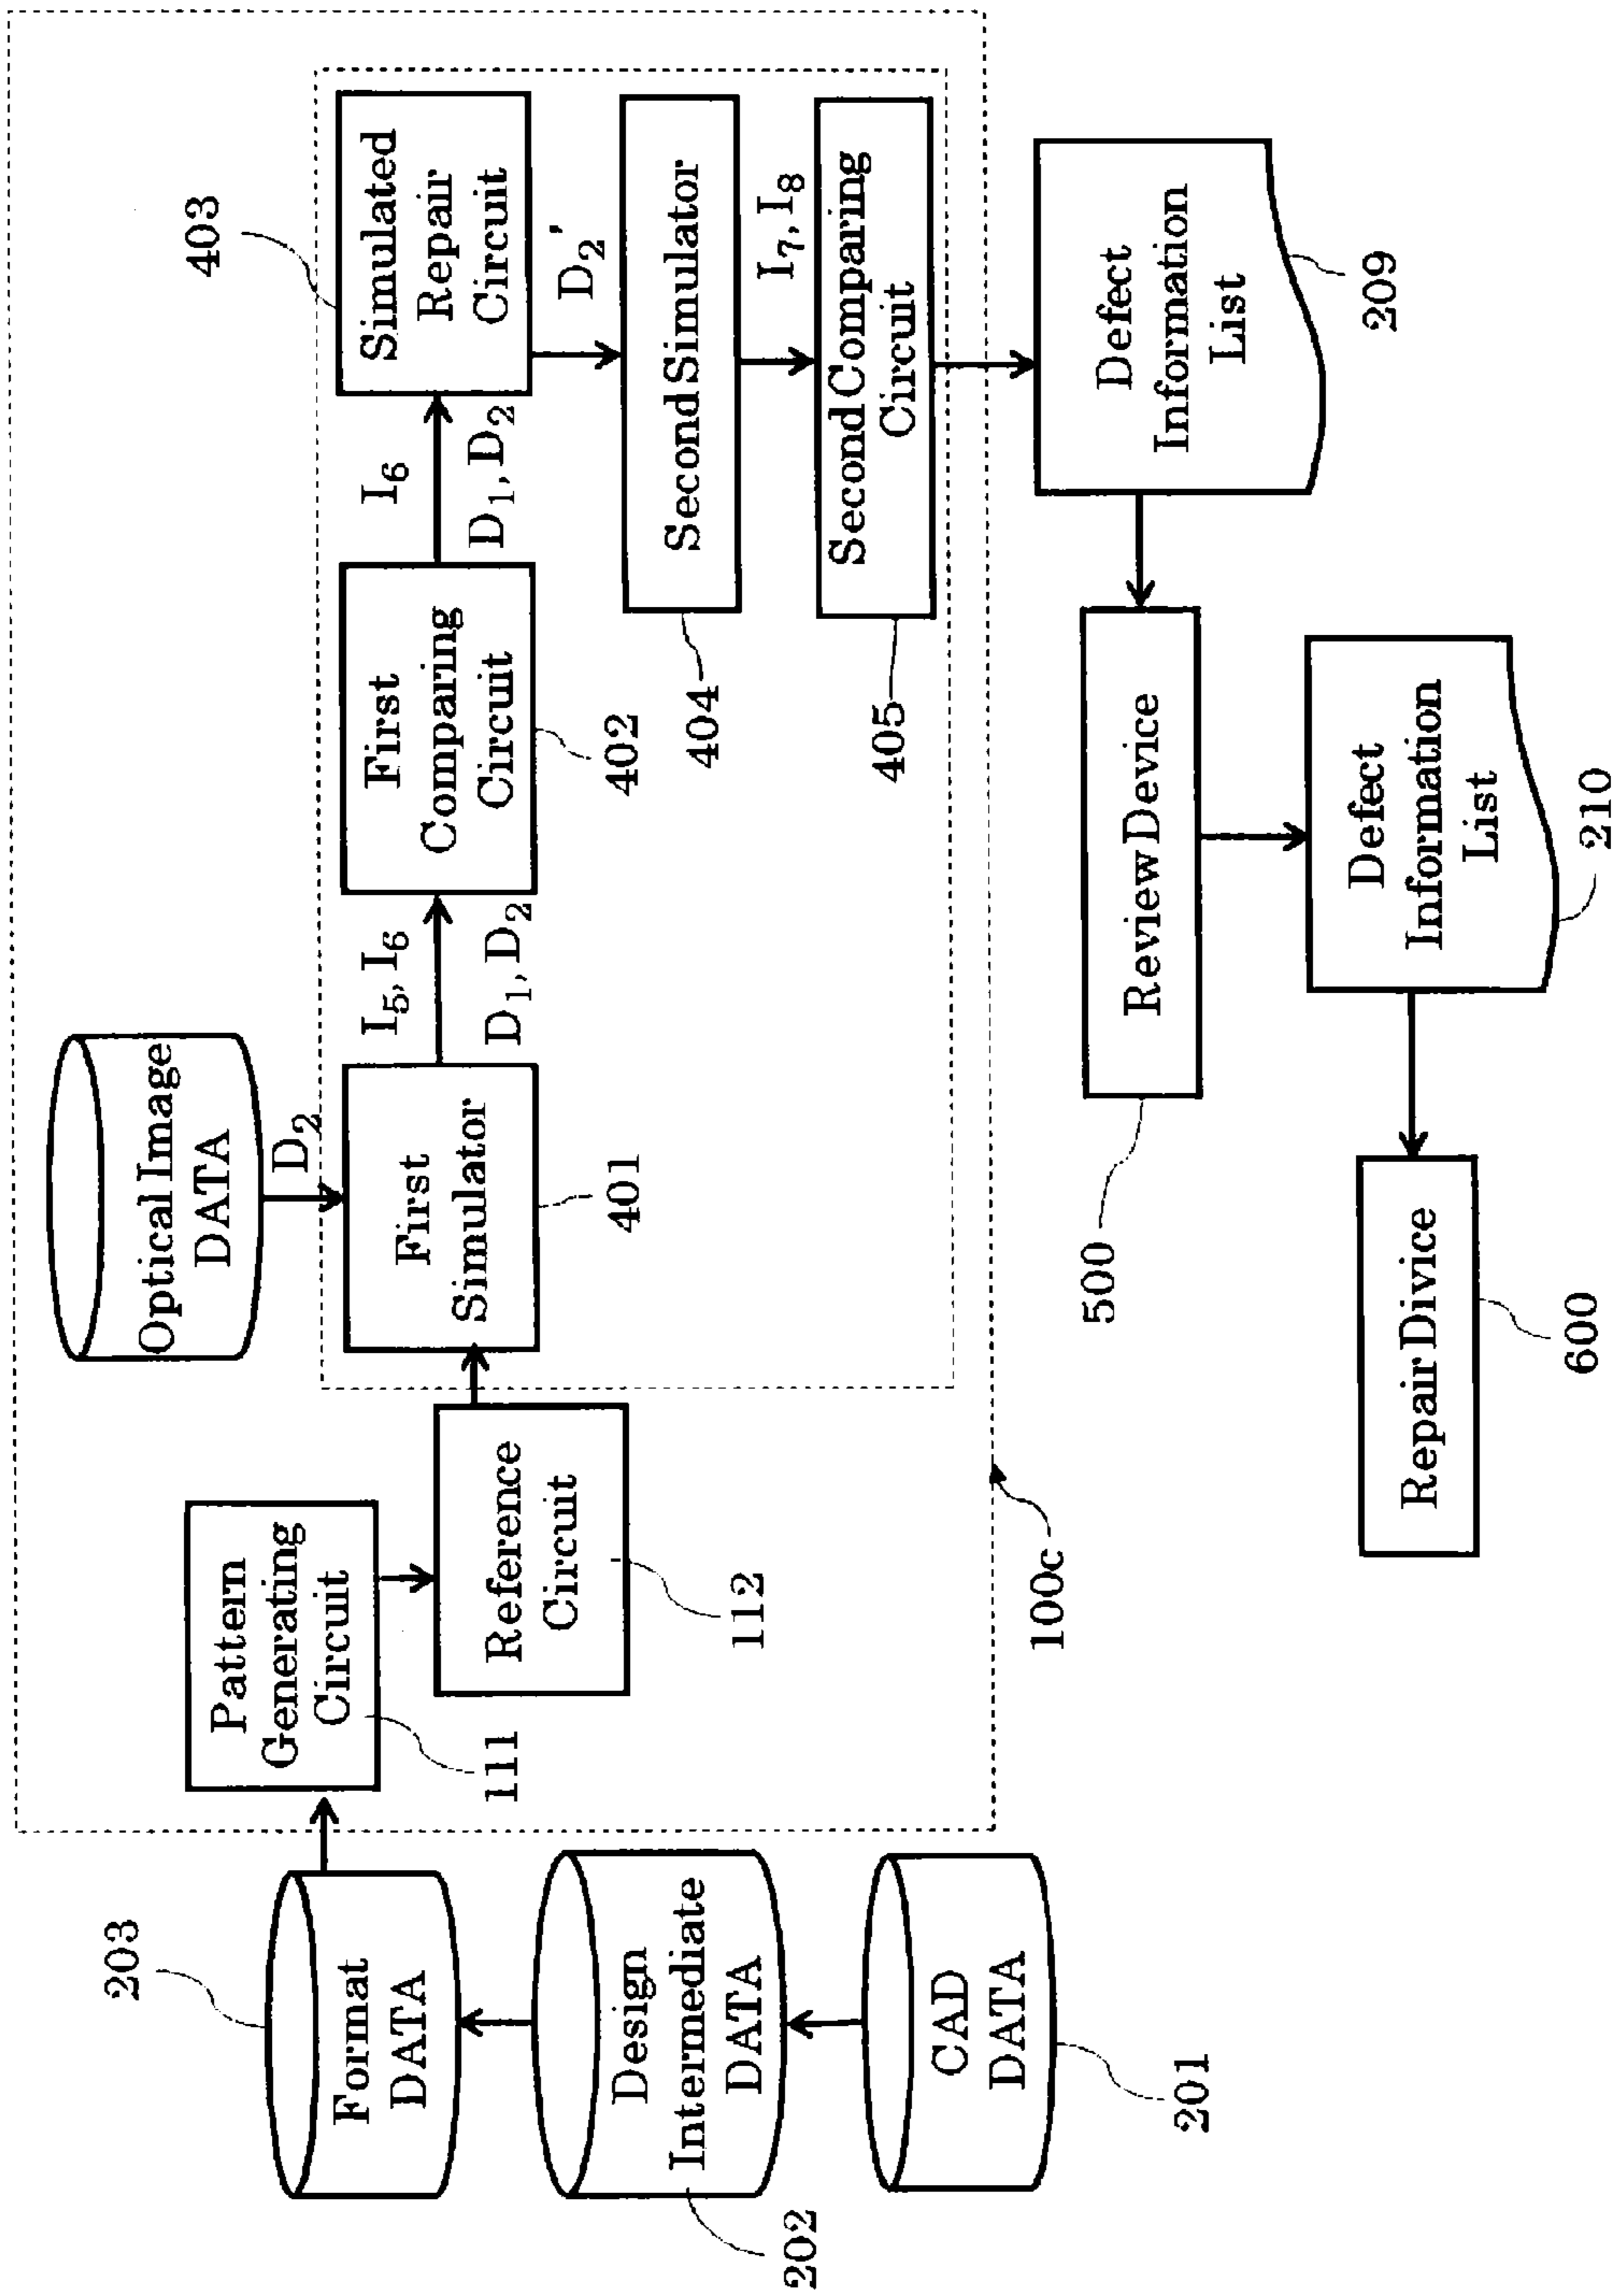 203
Format
DATA
202
Design
Intermediate
DATA
CAD
DATA
201
Pattern
Generating
Circuit
111
Reference
Circuit
112
100c
Optical Image
DATA
D2
First
Simulator
401
I5, I6
D1, D2
First
Comparing
Circuit
402
I6
D1, D2
403
Simulated
Repair
Circuit
D2'
Second Simulator
404
I7, I8
Second Comparing
Circuit
405
Defect
Information
List
209
Review Device
500
Defect
Information
List
210
Repair Divice
600